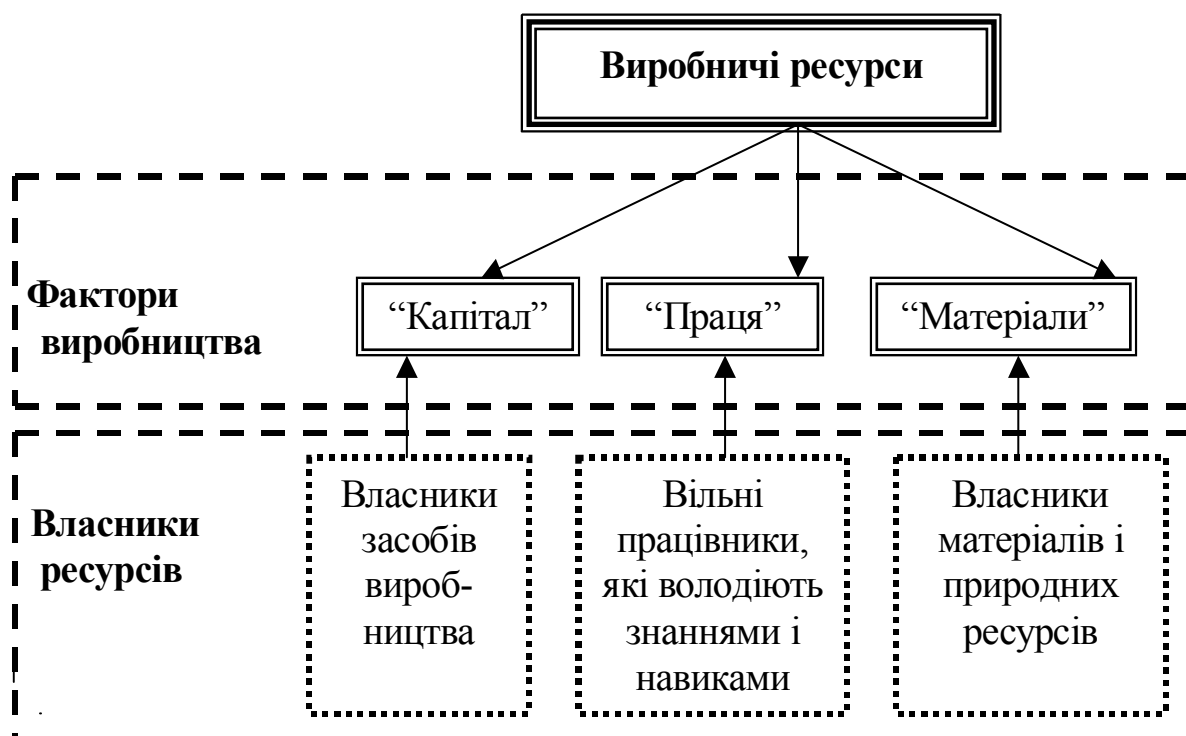 Виробничі ресурси
Фактори
виробництва
“Капітал”
“Праця”
“Матеріали”
Власники
ресурсів
Власники
засобів
вироб-
ництва
Вільні
працівники,
які володіють
знаннями і
навиками
Власники
матеріалів і
природних
ресурсів